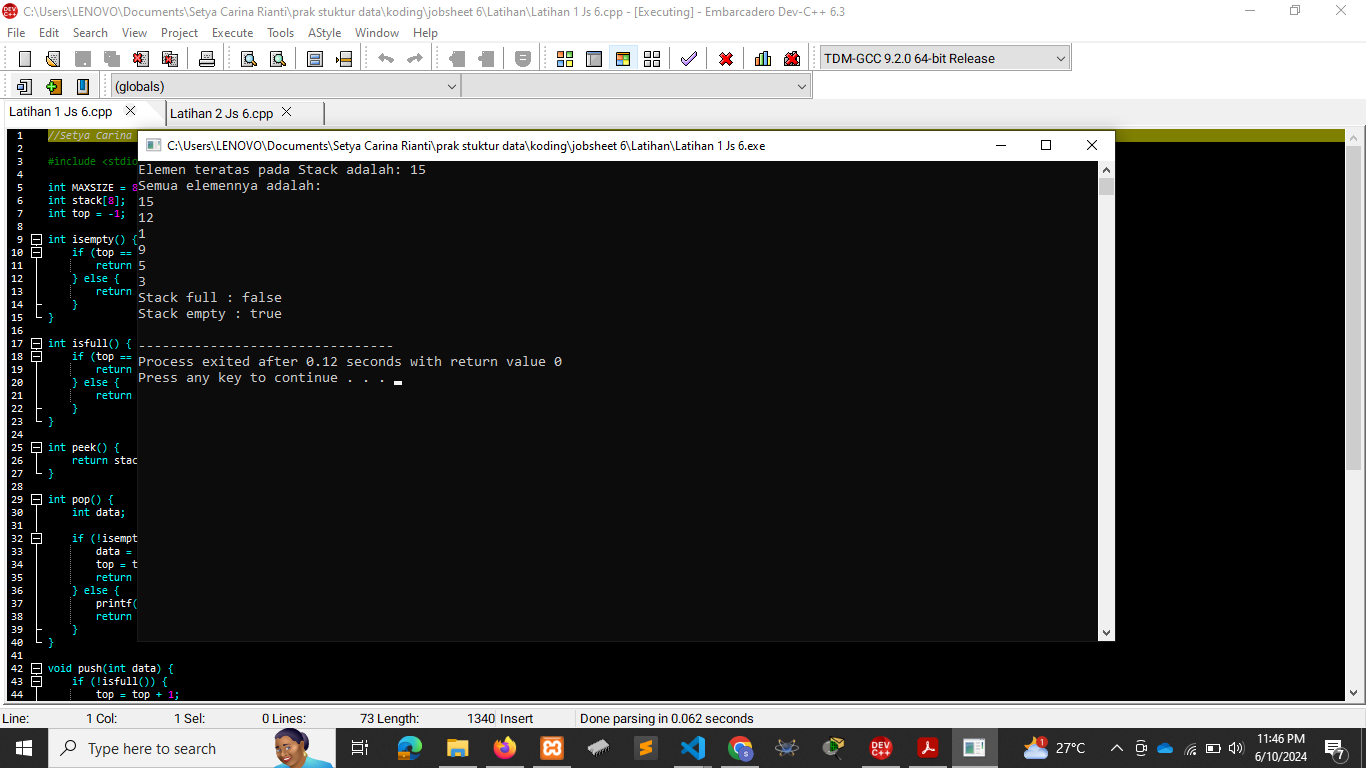 C:\Users\LENOVO\Documents\Setya Carina Rianti\prak stuktur data\koding\jobsheet 6\Latihan\Latihan 1 Js 6.cpp - [Executing] - Embarcadero Dev-C++ 6.3
File Edit Search View Project Execute Tools AStyle Window Help
TDM-GCC 9.2.0 64-bit Release
(globals)
Latihan 1 Js 6.cpp Latihan 2 Js 6.cpp
1 //Setya Carina
2
3 #include <stdio
4
5 int MAXSIZE = 8
6 int stack[8];
7 int top = -1;
8
9 int isempty() {
10 if (top ==
11 return
12 } else {
13 return
14 }
15 }
16
17 int isfull() {
18 if (top ==
19 return
20 } else {
21 return
22 }
23 }
24
25 int peek() {
26 return stac
27 }
28
29 int pop() {
30 int data;
31
32 if (!isempt
33 data =
34 top = t
35 return
36 } else {
37 printf(
38 return
39 }
40 }
41
42 void push(int data) {
43 if (!isfull()) {
44 top = top + 1;
C:\Users\LENOVO\Documents\Setya Carina Rianti\prak stuktur data\koding\jobsheet 6\Latihan\Latihan 1 Js 6.exe
Elemen teratas pada Stack adalah: 15
Semua elemennya adalah:
15
12
1
9
5
3
Stack full : false
Stack empty : true
--------------------------------
Process exited after 0.12 seconds with return value 0
Press any key to continue . . .
Line: 1 Col: 1 Sel: 0 Lines: 73 Length: 1340 Insert Done parsing in 0.062 seconds
Type here to search
DEV C++
DEV C++
1
27°C
11:46 PM
6/10/2024
7